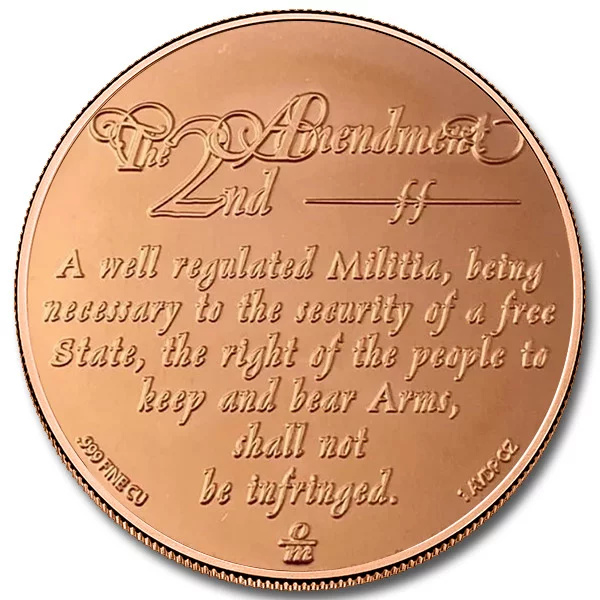 The 2nd Amendment
A well regulated Militia, being
necessary to the security of a free
State, the right of the people to
keep and bear Arms,
shall not
be infringed.
.999 FINE CU
1 AVDP OZ
o
m